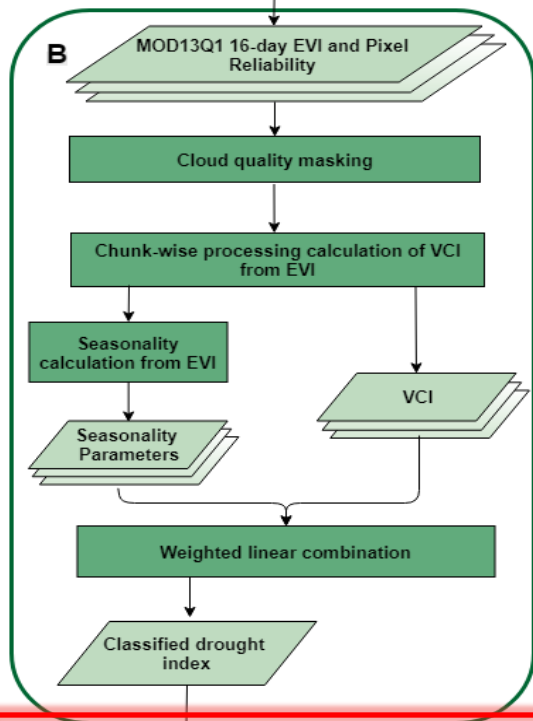 B
MOD13Q1 16-day EVI and Pixel
Reliability
Cloud quality masking
Chunk-wise processing calculation of VCI
from EVI
Seasonality
calculation from EVI
VCI
Seasonality
Parameters
Weighted linear combination
Classified drought
index